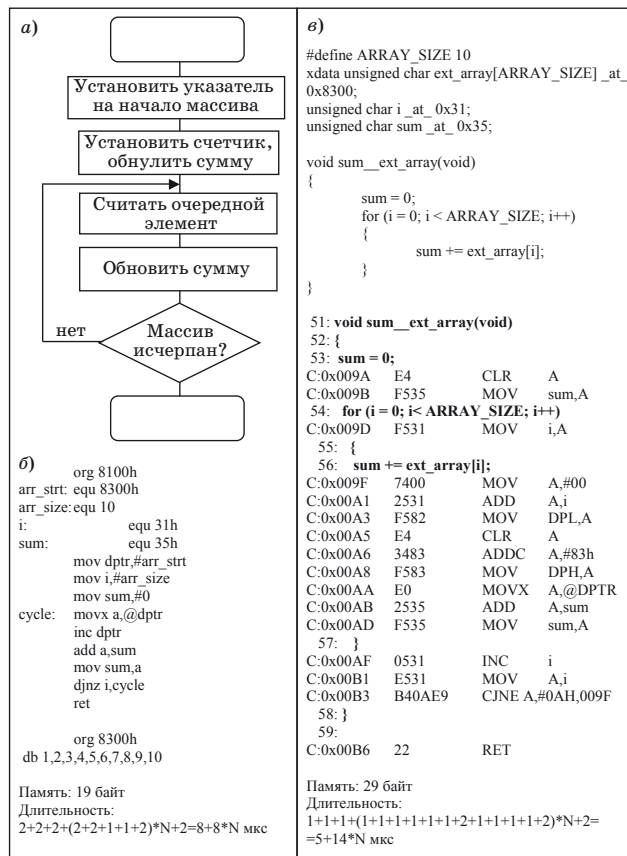 а)
Установить указатель
на начало массива
Установить счетчик,
обнулить сумму
Считать очередной
элемент
Обновить сумму
нет
Массив
исчерпан?
б)
org 8100h
arr_strt: equ 8300h
arr_size: equ 10
i: equ 31h
sum: equ 35h
mov dptr,#arr_strt
mov i,#arr_size
mov sum,#0
cycle: movx a,@dptr
inc dptr
add a,sum
mov sum,a
djnz i,cycle
ret
org 8300h
db 1,2,3,4,5,6,7,8,9,10
Память: 19 байт
Длительность:
2+2+2+(2+2+1+1+2)*N+2=8+8*N мкс
в)
#define ARRAY_SIZE 10
xdata unsigned char ext_array[ARRAY_SIZE] _at_
0x8300;
unsigned char i _at_ 0x31;
unsigned char sum _at_ 0x35;
void sum__ext_array(void)
{
sum = 0;
for (i = 0; i < ARRAY_SIZE; i++)
{
sum += ext_array[i];
}
}
51: void sum__ext_array(void)
52: {
53: sum = 0;
C:0x009A E4 CLR A
C:0x009B F535 MOV sum,A
54: for (i = 0; i< ARRAY_SIZE; i++)
C:0x009D F531 MOV i,A
55: {
56: sum += ext_array[i];
C:0x009F 7400 MOV A,#00
C:0x00A1 2531 ADD A,i
C:0x00A3 F582 MOV DPL,A
C:0x00A5 E4 CLR A
C:0x00A6 3483 ADDC A,#83h
C:0x00A8 F583 MOV DPH,A
C:0x00AA E0 MOVX A,@DPTR
C:0x00AB 2535 ADD A,sum
C:0x00AD F535 MOV sum,A
57: }
C:0x00AF 0531 INC i
C:0x00B1 E531 MOV A,i
C:0x00B3 B40AE9 CJNE A,#0AH,009F
58: }
59:
C:0x00B6 22 RET
Память: 29 байт
Длительность:
1+1+1+(1+1+1+1+1+1+2+1+1+1+1+2)*N+2=
=5+14*N мкс